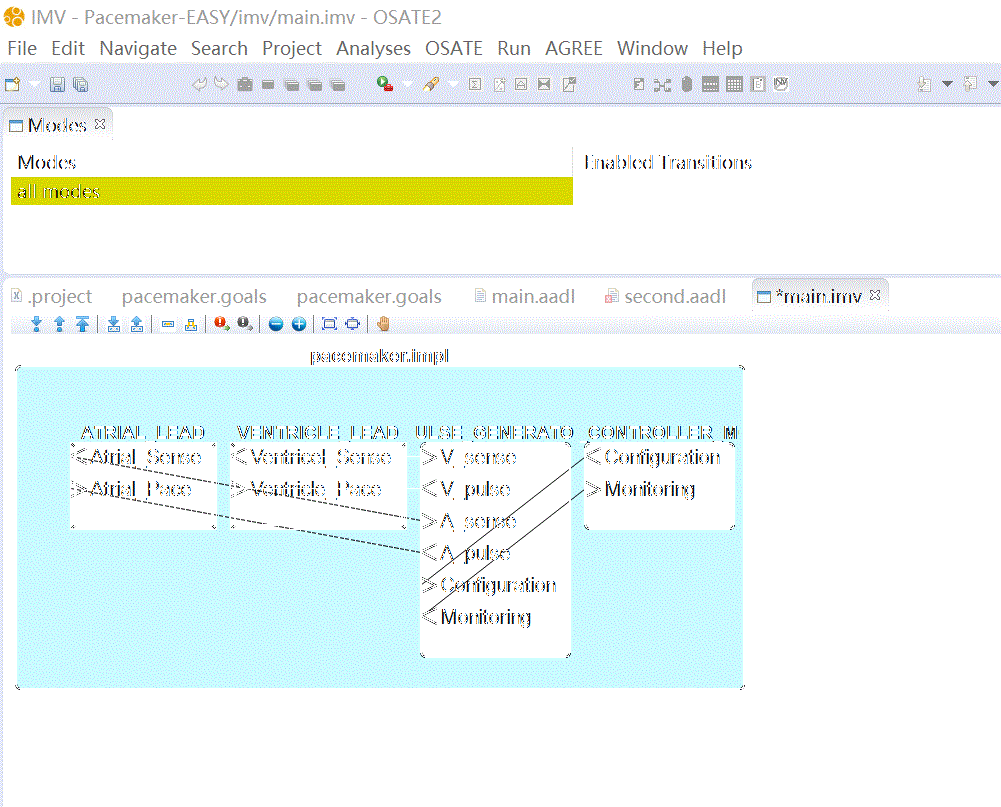 IMV - Pacemaker-EASY/imv/main.imv - OSATE2
File Edit Navigate Search Project Analyses OSATE Run AGREE Window Help
Modes
Modes Enabled Transitions
all modes
.project pacemaker.goals pacemaker.goals main.aadl second.aadl *main.imv
pacemaker.impl
ATRIAL_LEAD VENTRICLE_LEAD ULSE_GENERATO CONTROLLER_M
<Atrial_Sense <Ventricel_Sense >V_sense <Configuration
>Atrial_Pace >Ventricle_Pace <V_pulse >Monitoring
>A_sense
<A_pulse
>Configuration
<Monitoring